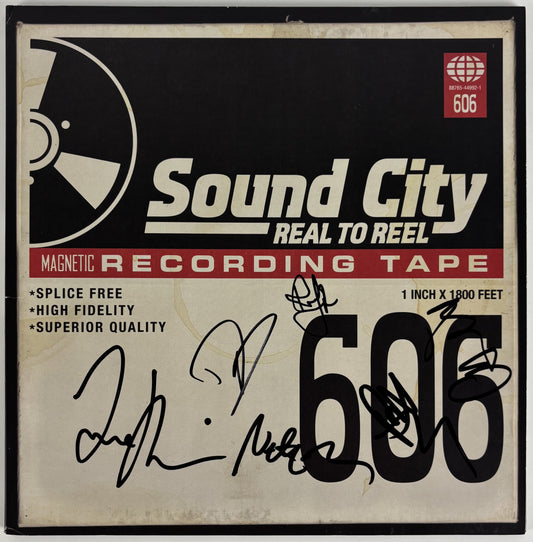 88765-44992-1
606
Sound City
REAL TO REEL
MAGNETIC RECORDING TAPE
★SPLICE FREE
★HIGH FIDELITY
★SUPERIOR QUALITY
1 INCH X 1800 FEET
606